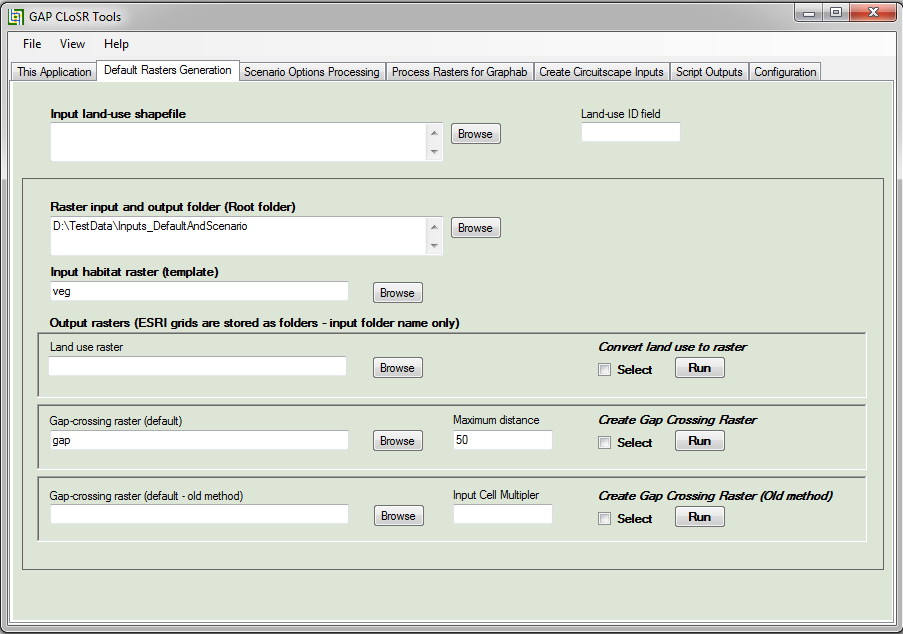 GAP CLoSR Tools
File View Help
This Application Default Rasters Generation Scenario Options Processing Process Rasters for Graphab Create Circuitscape Inputs Script Outputs Configuration
Input land-use shapefile
Land-use ID field
Browse
Raster input and output folder (Root folder)
D:\TestData\Inputs_DefaultAndScenario
Browse
Input habitat raster (template)
veg
Browse
Output rasters (ESRI grids are stored as folders - input folder name only)
Land use raster
Convert land use to raster
Browse
Select
Run
Gap-crossing raster (default)
Maximum distance
Create Gap Crossing Raster
gap
Browse
50
Select
Run
Gap-crossing raster (default - old method)
Input Cell Multipler
Create Gap Crossing Raster (Old method)
Browse
Select
Run